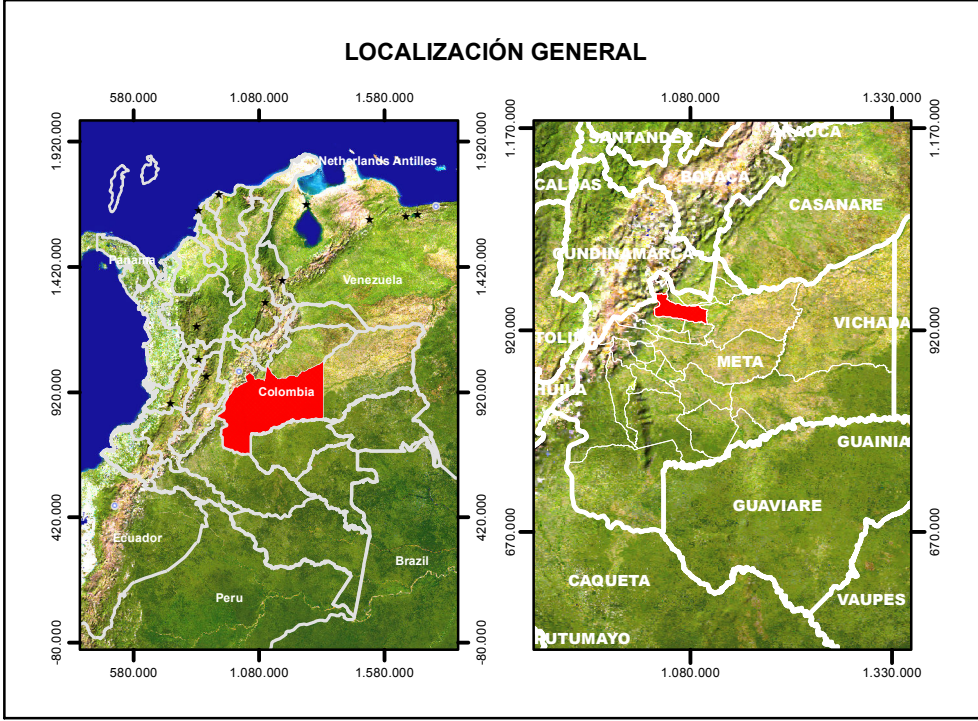 LOCALIZACIÓN GENERAL
580.000 1.080.000 1.580.000
1.920.000
1.420.000
920.000
420.000
-80.000
Netherlands Antilles
Panama
Venezuela
Colombia
Ecuador
Brazil
Peru
1.920.000
1.420.000
920.000
420.000
-80.000
580.000 1.080.000 1.580.000
1.080.000 1.330.000
1.170.000
920.000
670.000
SANTANDER
ARAUCA
BOYACA
CALDAS
CASANARE
CUNDINAMARCA
TOLIMA
VICHADA
META
HUILA
GUAINIA
GUAVIARE
CAQUETA
VAUPES
PUTUMAYO
1.170.000
920.000
670.000
1.080.000 1.330.000